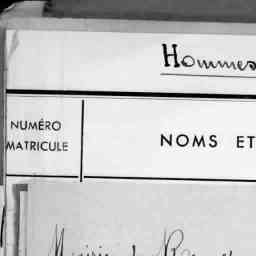 Hommes
NUMÉRO
MATRICULE
NOMS ET